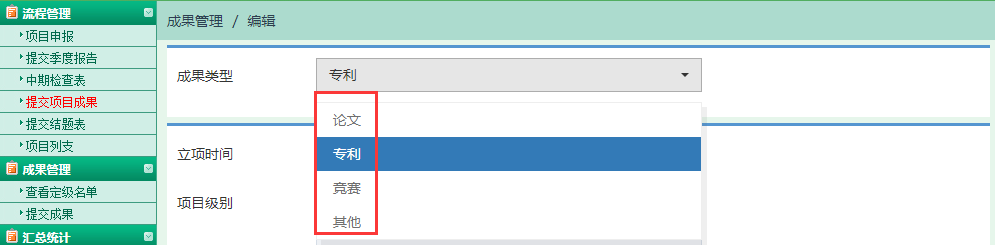 流程管理
项目申报
提交季度报告
中期检查表
提交项目成果
提交结题表
项目列支
成果管理
查看定级名单
提交成果
汇总统计
成果管理 / 编辑
成果类型
专利
论文
专利
竞赛
其他
立项时间
项目级别